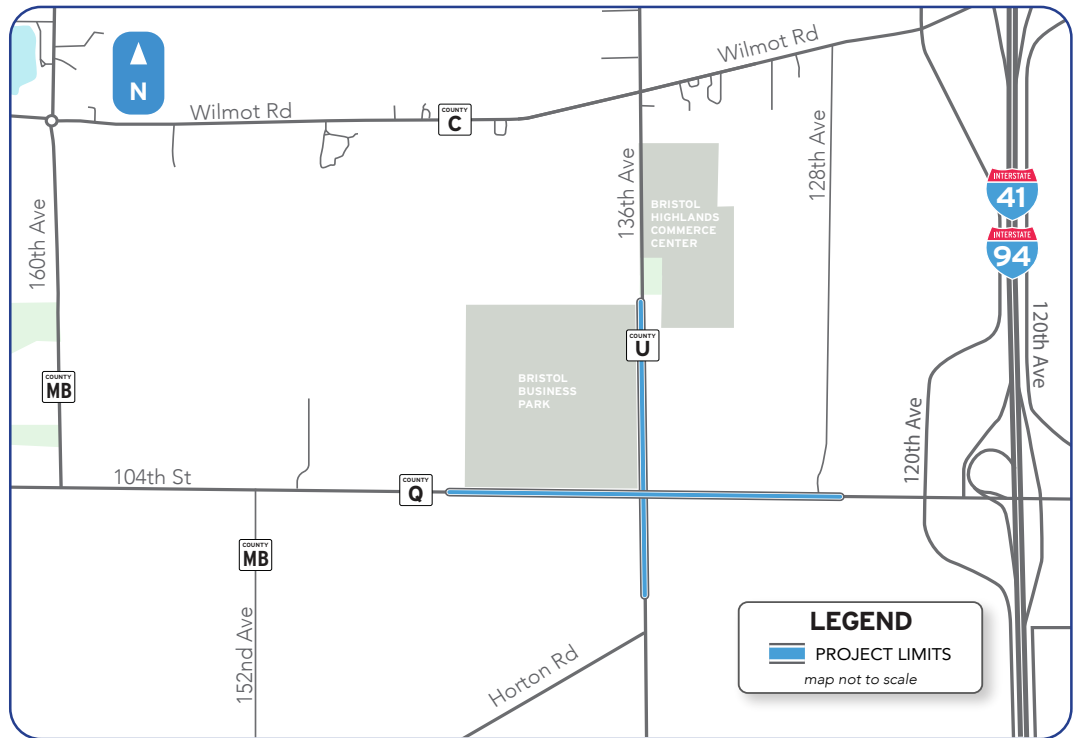 Wilmot Rd
N
Wilmot Rd
COUNTY
C
136th Ave
128th Ave
INTERSTATE
41
160th Ave
BRISTOL
HIGHLANDS
COMMERCE
CENTER
INTERSTATE
94
120th Ave
COUNTY
U
COUNTY
MB
BRISTOL
BUSINESS
PARK
120th Ave
104th St
COUNTY
Q
COUNTY
MB
152nd Ave
Horton Rd
LEGEND
PROJECT LIMITS
map not to scale